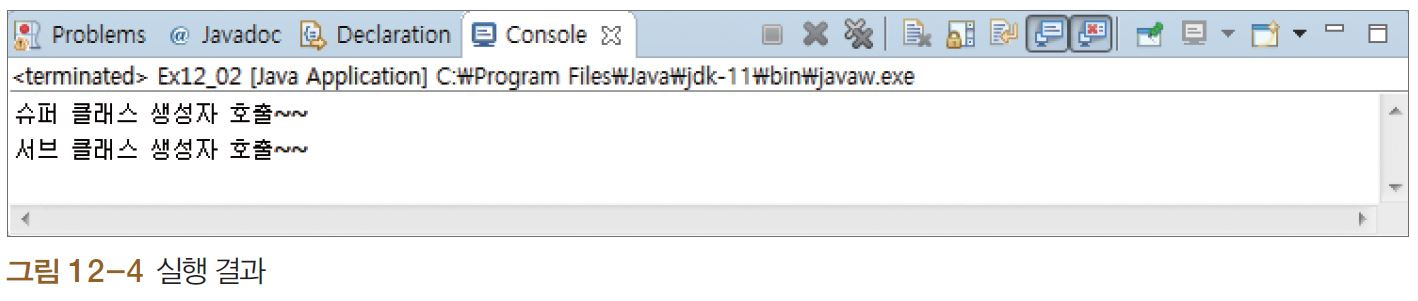 Problems @ Javadoc Declaration Console
<terminated> Ex12_02 [Java Application] C:₩Program Files₩Java₩jdk-11₩bin₩javaw.exe
슈퍼 클래스 생성자 호출~~
서브 클래스 생성자 호출~~
그림 12-4 실행 결과